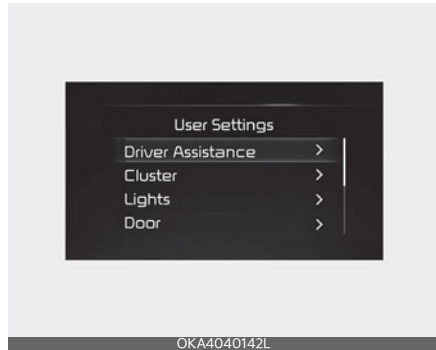 User Settings
Driver Assistance >
Cluster >
Lights >
Door >
OKA4040142L